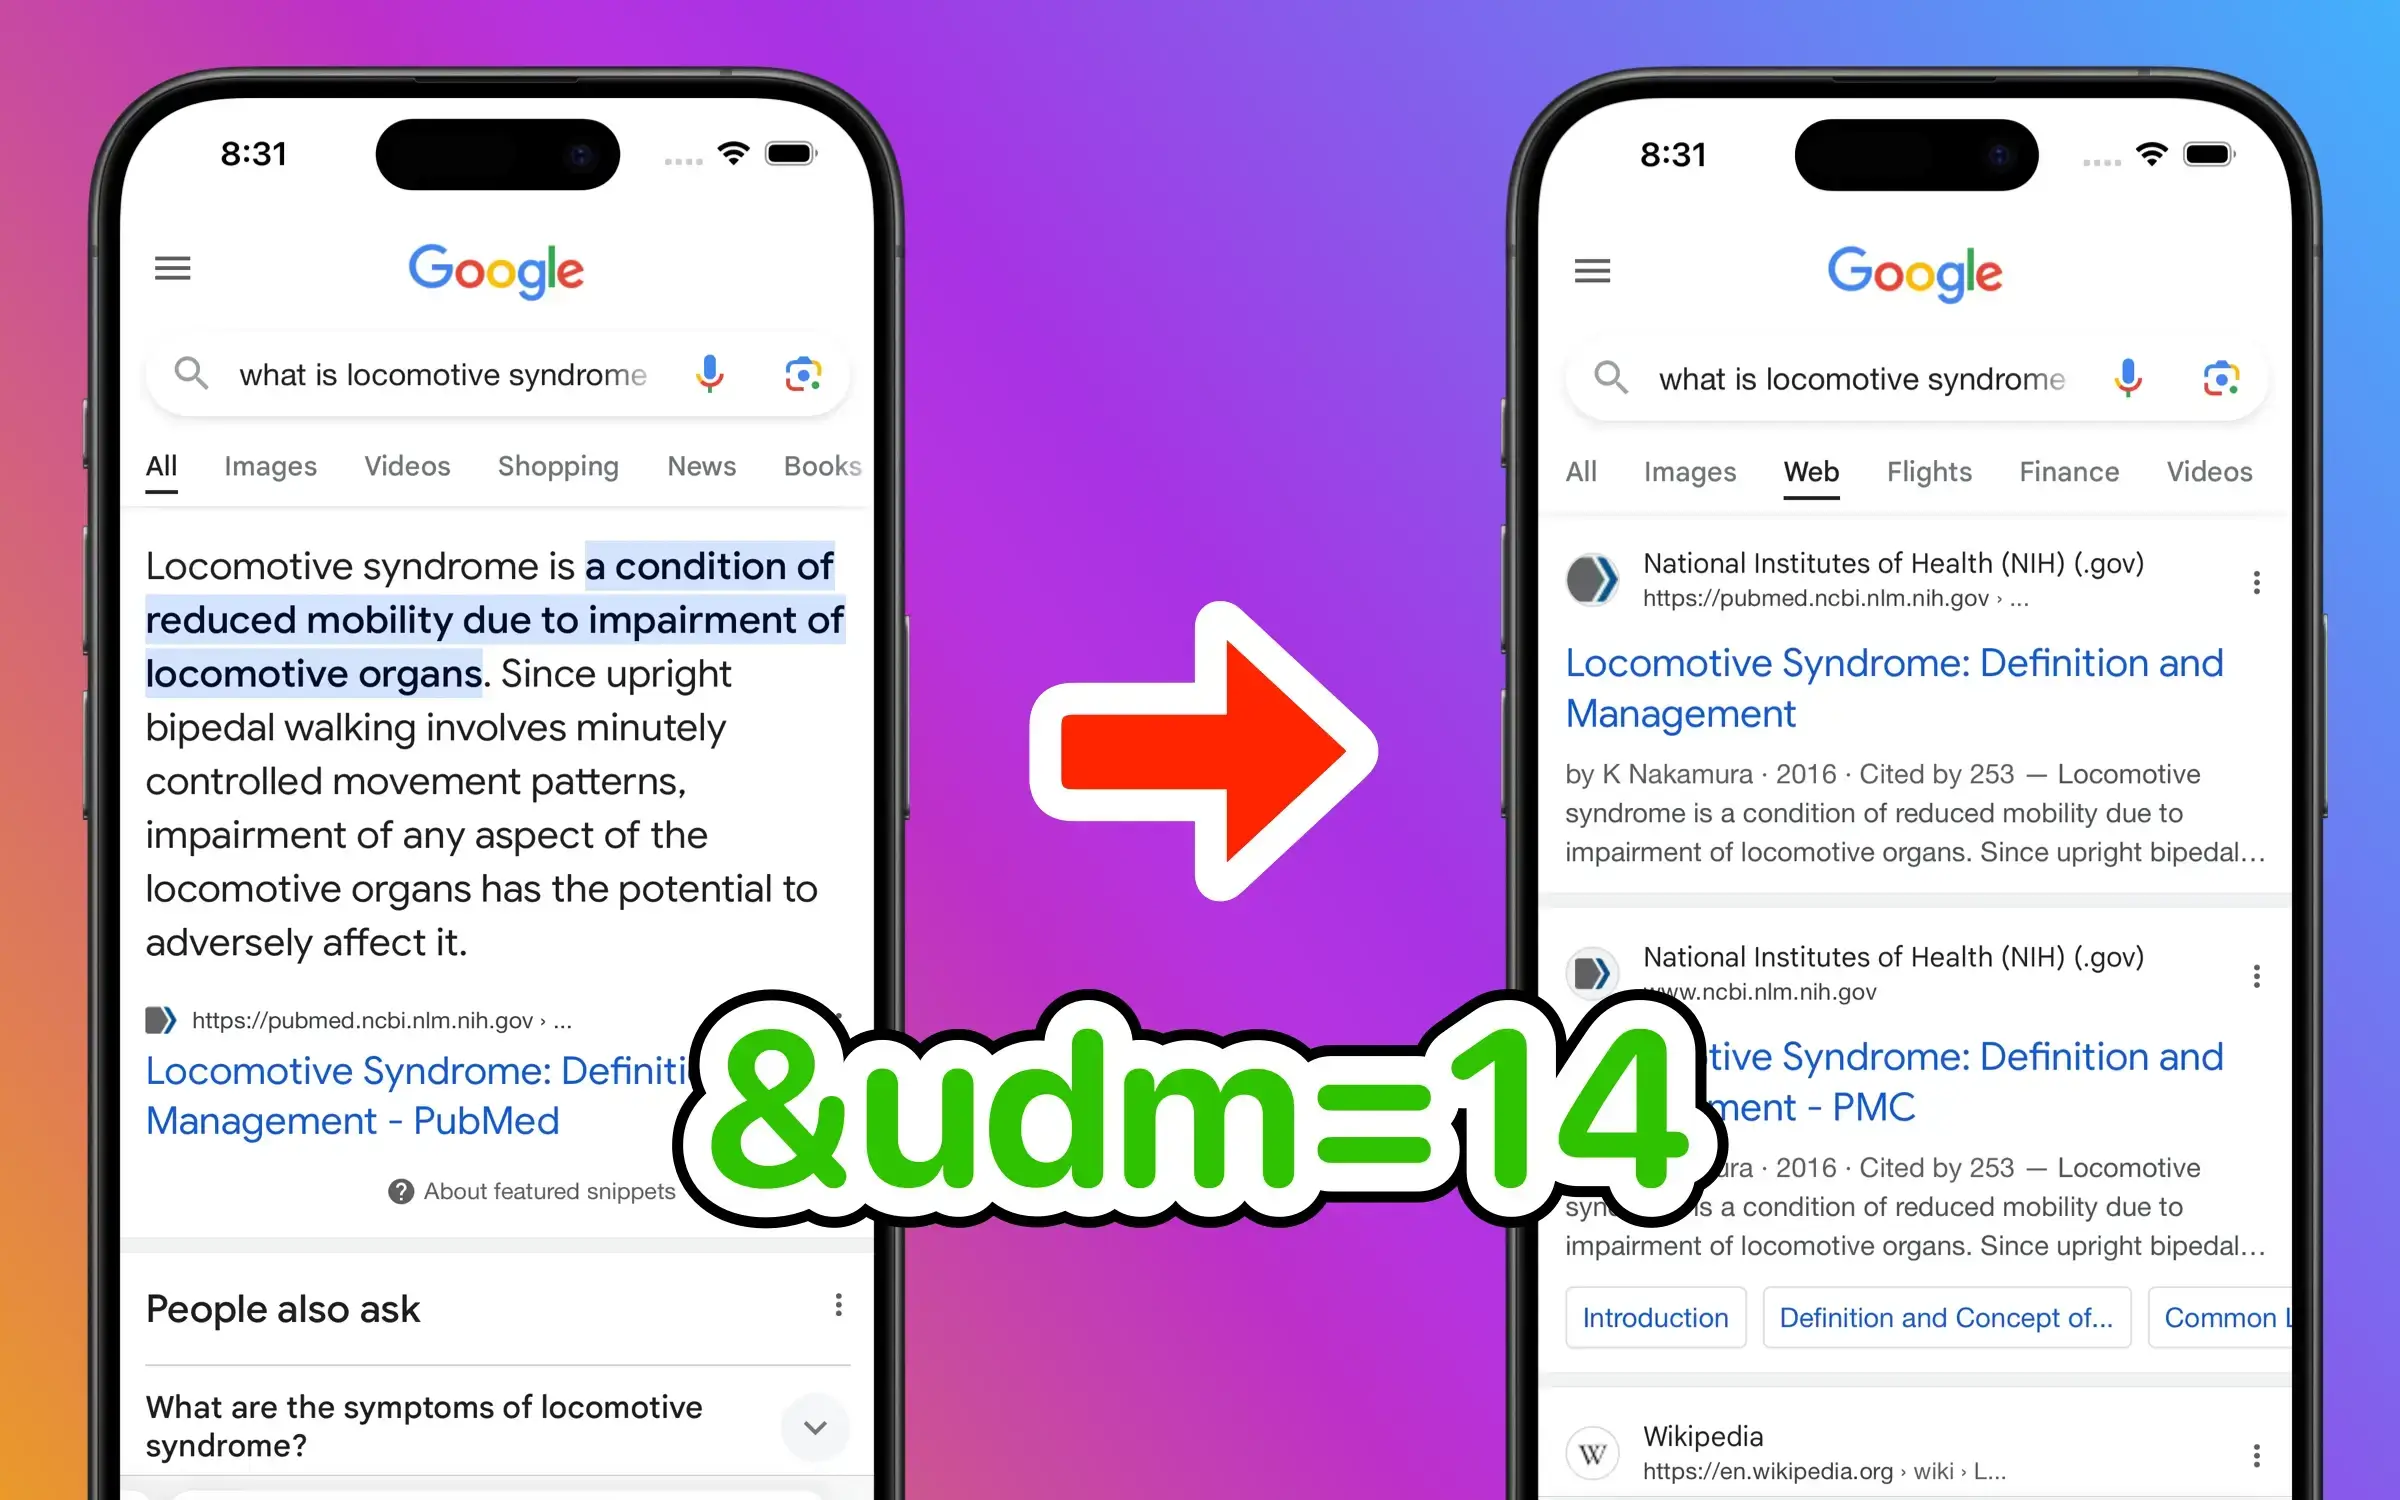 8:31
Google
what is locomotive syndrome
All Images Videos Shopping News Books
Locomotive syndrome is a condition of
reduced mobility due to impairment of
locomotive organs. Since upright
bipedal walking involves minutely
controlled movement patterns,
impairment of any aspect of the
locomotive organs has the potential to
adversely affect it.
https://pubmed.ncbi.nlm.nih.gov › ...
Locomotive Syndrome: Definiti
Management - PubMed
About featured snippets
People also ask
What are the symptoms of locomotive
syndrome?
&udm=14
8:31
Google
what is locomotive syndrome
All Images Web Flights Finance Videos
National Institutes of Health (NIH) (.gov)
https://pubmed.ncbi.nlm.nih.gov › ...
Locomotive Syndrome: Definition and
Management
by K Nakamura · 2016 · Cited by 253 — Locomotive
syndrome is a condition of reduced mobility due to
impairment of locomotive organs. Since upright bipedal...
National Institutes of Health (NIH) (.gov)
www.ncbi.nlm.nih.gov
tive Syndrome: Definition and
ment - PMC
ura · 2016 · Cited by 253 — Locomotive
syn s a condition of reduced mobility due to
impairment of locomotive organs. Since upright bipedal...
Introduction
Definition and Concept of...
Common
Wikipedia
https://en.wikipedia.org › wiki › L...